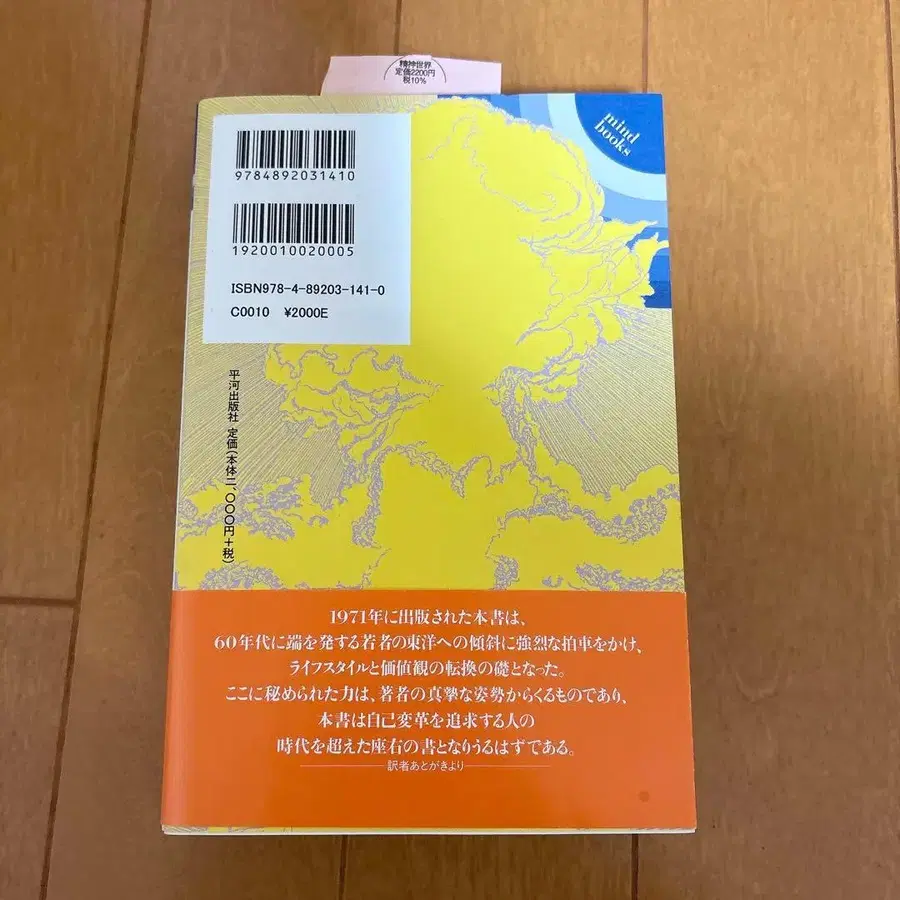 精神世界
定価2200円
税10%
mind
books
9784892031410
1920010020005
ISBN978-4-89203-141-0
C0010 ¥2000E
平河出版社 定価(本体二、〇〇〇円+税)
1971年に出版された本書は、
60年代に端を発する若者の東洋への傾斜に強烈な拍車をかけ、
ライフスタイルと価値観の転換の礎となった。
ここに秘められた力は、著者の真摯な姿勢からくるものであり、
本書は自己変革を追求する人の
時代を超えた座右の書となりうるはずである。
訳者あとがきより